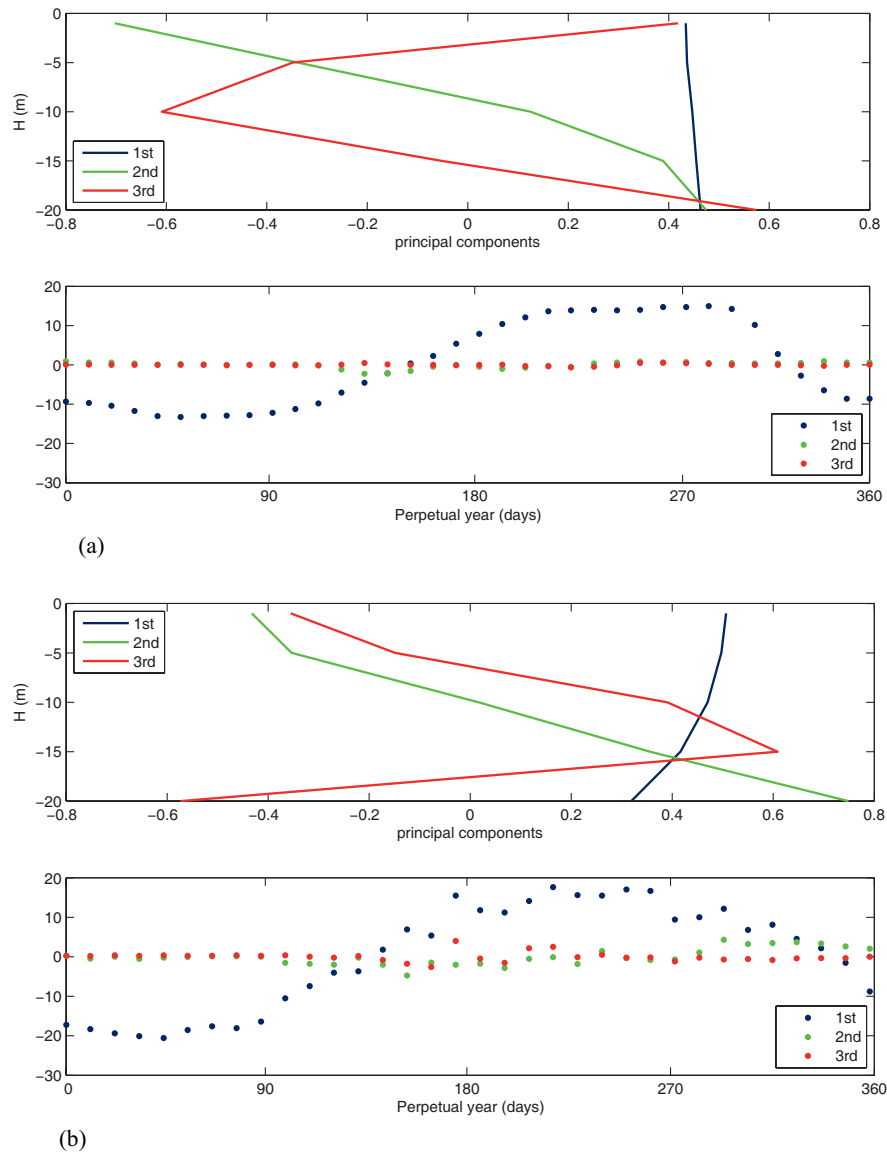 0
−5
−10
−15
−20
H (m)
1st
2nd
3rd
−0.8 −0.6 −0.4 −0.2 0 0.2 0.4 0.6 0.8
principal components
20
10
0
−10
−20
−30
1st
2nd
3rd
0 90 180 270 360
Perpetual year (days)
(a)
0
−5
−10
−15
−20
H (m)
1st
2nd
3rd
−0.8 −0.6 −0.4 −0.2 0 0.2 0.4 0.6 0.8
principal components
20
10
0
−10
−20
−30
1st
2nd
3rd
0 90 180 270 360
Perpetual year (days)
(b)